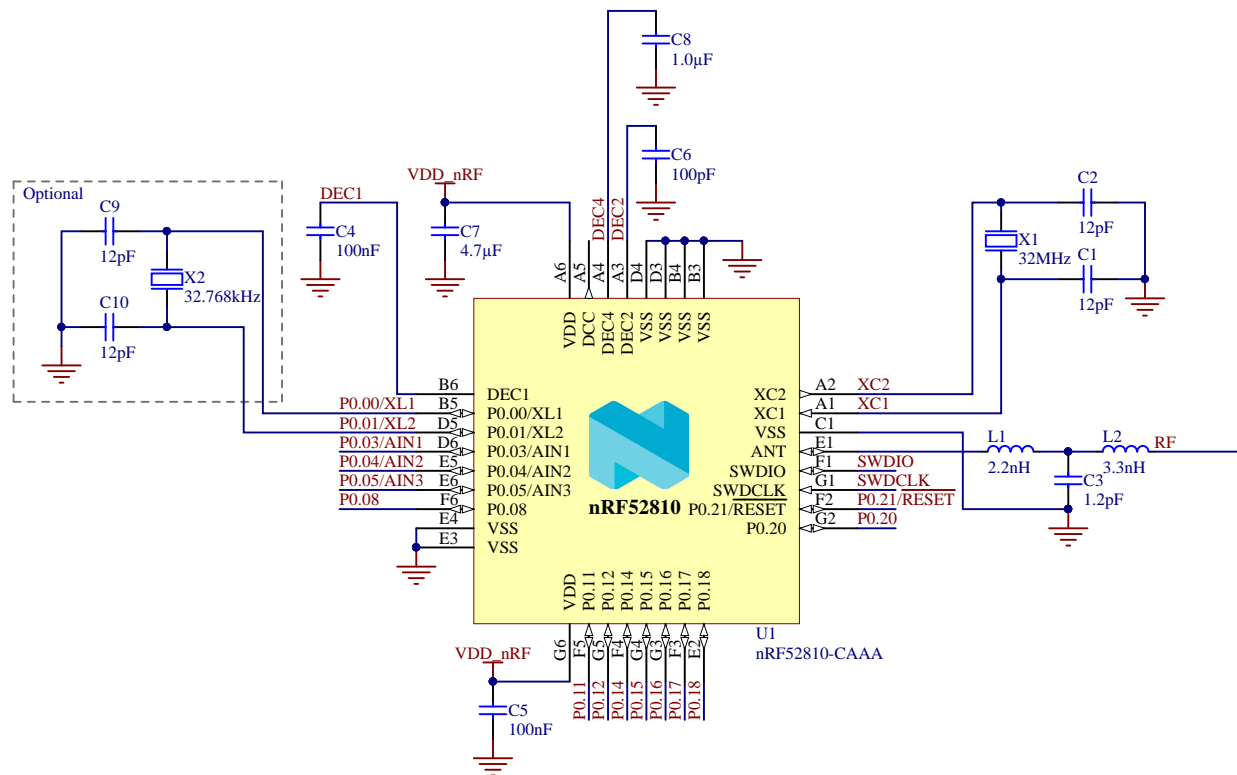 C8
1.0µF
C6
100pF
VDD_nRF
DEC4
DEC2
Optional
DEC1
C9
12pF
C4
100nF
C7
4.7µF
X2
32.768kHz
C10
12pF
C2
12pF
X1
32MHz
C1
12pF
A6
A5
A4
A3
D4
D3
B4
B3
VDD
DCC
DEC4
DEC2
VSS
VSS
VSS
VSS
B6
DEC1
P0.00/XL1
B5
P0.00/XL1
P0.01/XL2
D5
P0.01/XL2
P0.03/AIN1
D6
P0.03/AIN1
P0.04/AIN2
E5
P0.04/AIN2
P0.05/AIN3
E6
P0.05/AIN3
P0.08
F6
P0.08
E4
VSS
E3
VSS
nRF52810
XC2
A2
XC2
XC1
A1
XC1
VSS
C1
ANT
E1
SWDIO
F1
SWDIO
SWDCLK
G1
SWDCLK
P0.21/RESET
F2
P0.21/RESET
P0.20
G2
P0.20
L1
2.2nH
L2
3.3nH
RF
C3
1.2pF
VDD
P0.11
P0.12
P0.14
P0.15
P0.16
P0.17
P0.18
G6
F5
G5
F4
G4
G3
F3
E2
U1
nRF52810-CAAA
VDD_nRF
P0.11
P0.12
P0.14
P0.15
P0.16
P0.17
P0.18
C5
100nF